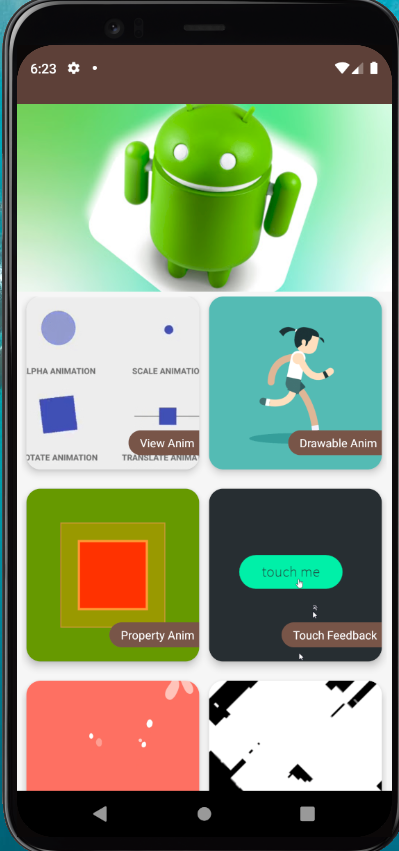 6:23
LPHA ANIMATION
SCALE ANIMATIO
OTATE ANIMATION
TRANSLATE ANIMA
View Anim
Drawable Anim
Property Anim
touch me
Touch Feedback